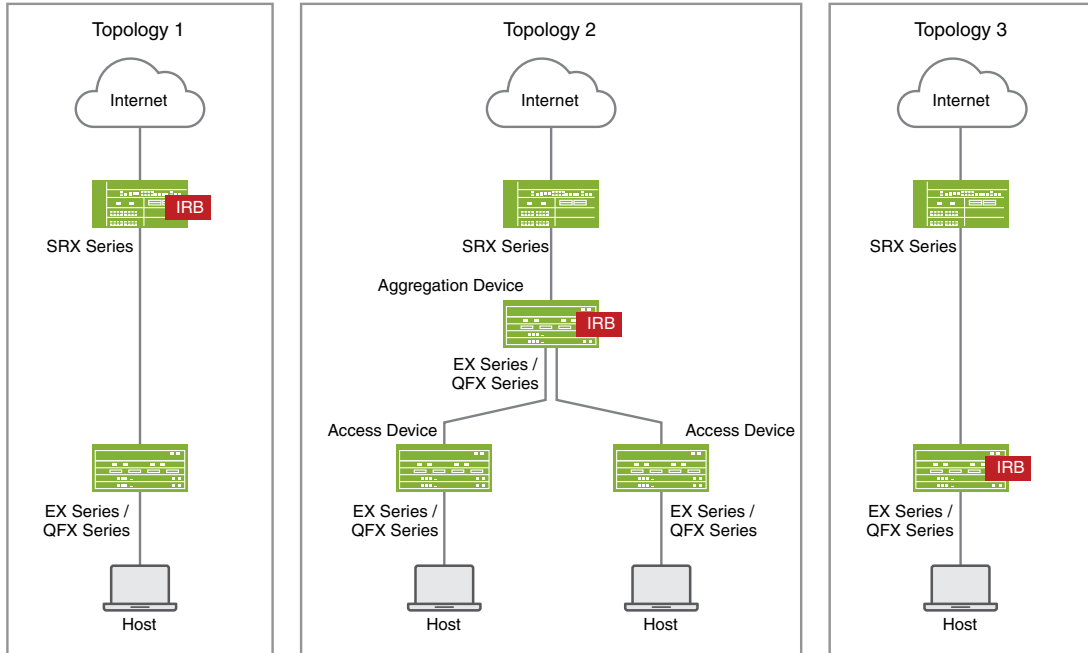 Topology 1
Internet
IRB
SRX Series
EX Series /
QFX Series
Host
Topology 2
Internet
SRX Series
Aggregation Device
IRB
EX Series /
QFX Series
Access Device
Access Device
EX Series /
QFX Series
EX Series /
QFX Series
Host
Host
Topology 3
Internet
SRX Series
IRB
EX Series /
QFX Series
Host